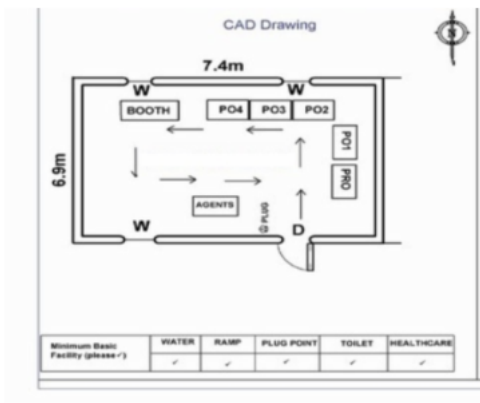 CAD Drawing
N
7.4m
W W
BOOTH PO4 PO3 PO2
PO1
6.9m
PRO
AGENTS
PLUG
W D
Minimum Basic Facility (please✓) WATER RAMP PLUG POINT TOILET HEALTHCARE
✓ ✓ ✓ ✓ ✓